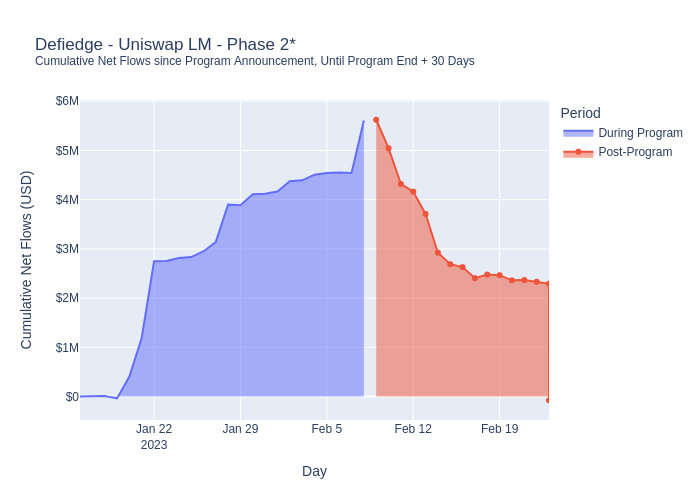 Defiedge - Uniswap LM - Phase 2*
Cumulative Net Flows since Program Announcement, Until Program End + 30 Days
Period
During Program
Post-Program
Cumulative Net Flows (USD)
$6M
$5M
$4M
$3M
$2M
$1M
$0
Jan 22
2023
Jan 29
Feb 5
Feb 12
Feb 19
Day